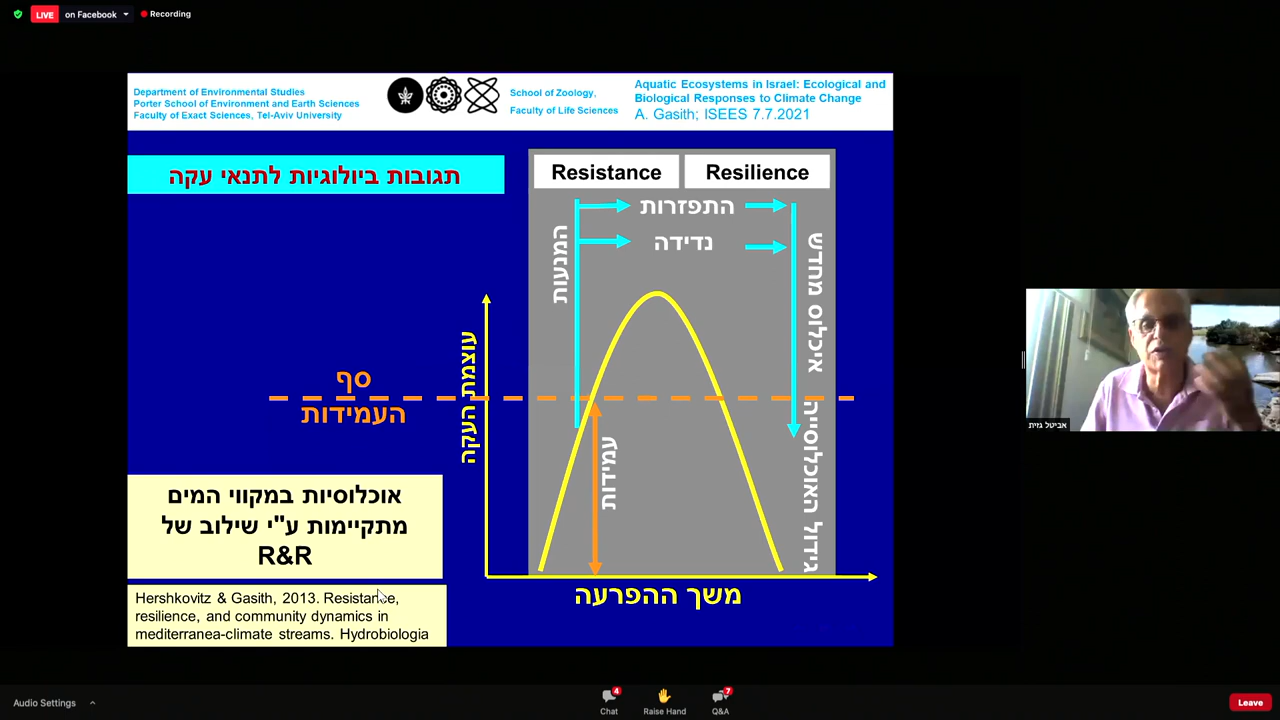 LIVE on Facebook Recording
Department of Environmental Studies
Porter School of Environment and Earth Sciences
Faculty of Exact Sciences, Tel-Aviv University
School of Zoology,
Faculty of Life Sciences
Aquatic Ecosystems in Israel: Ecological and
Biological Responses to Climate Change
A. Gasith; ISEES 7.7.2021
תגובות ביולוגיות לתנאי עקה
Resistance
Resilience
התפזרות
נדידה
המנעות
איכלוס מחדש
עוצמת העקה
סף
העמידות
עמידות
גידול האוכלוסייה
משך ההפרעה
אוכלוסיות במקווי המים
מתקיימות ע"י שילוב של
R&R
Hershkovitz & Gasith, 2013. Resistance,
resilience, and community dynamics in
mediterranea-climate streams. Hydrobiologia
אביטל גזית
Audio Settings
4
Chat
Raise Hand
7
Q&A
Leave